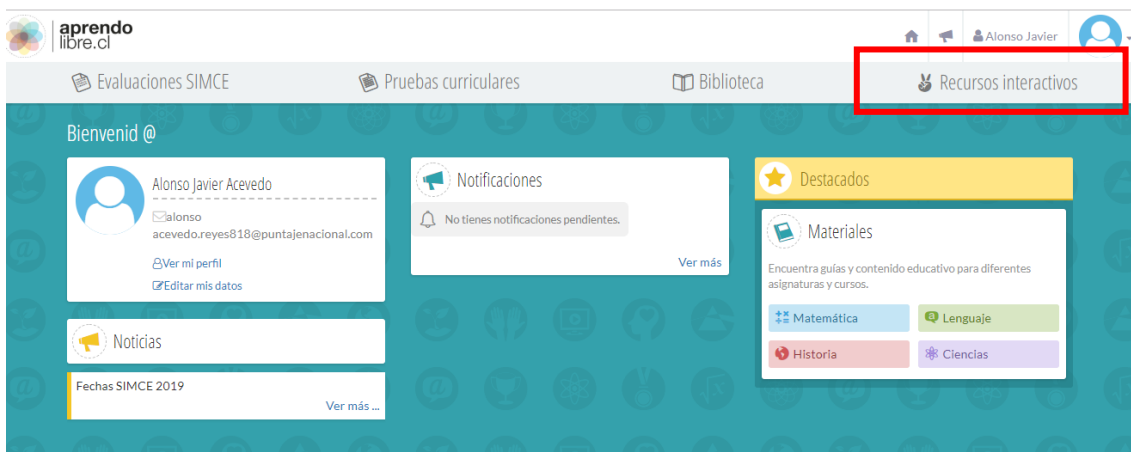 aprendo
libre.cl
Alonso Javier
Evaluaciones SIMCE
Pruebas curriculares
Biblioteca
Recursos interactivos
Bienvenid @
Alonso Javier Acevedo
alonso
acevedo.reyes818@puntajenacional.com
Ver mi perfil
Editar mis datos
Noticias
Fechas SIMCE 2019
Ver más ...
Notificaciones
No tienes notificaciones pendientes.
Ver más
Destacados
Materiales
Encuentra guías y contenido educativo para diferentes
asignaturas y cursos.
Matemática
Lenguaje
Historia
Ciencias